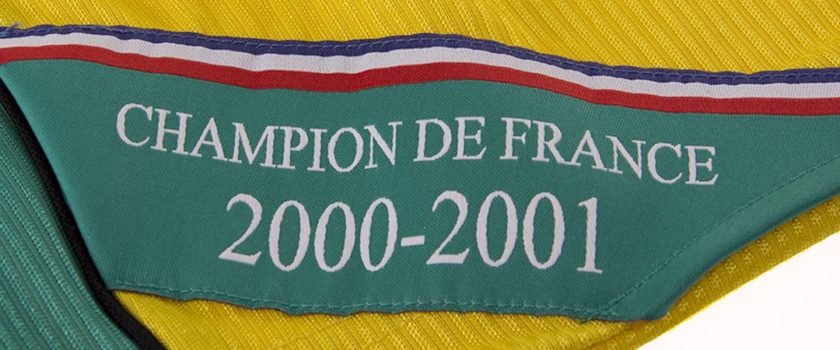 CHAMPION DE FRANCE
2000-2001